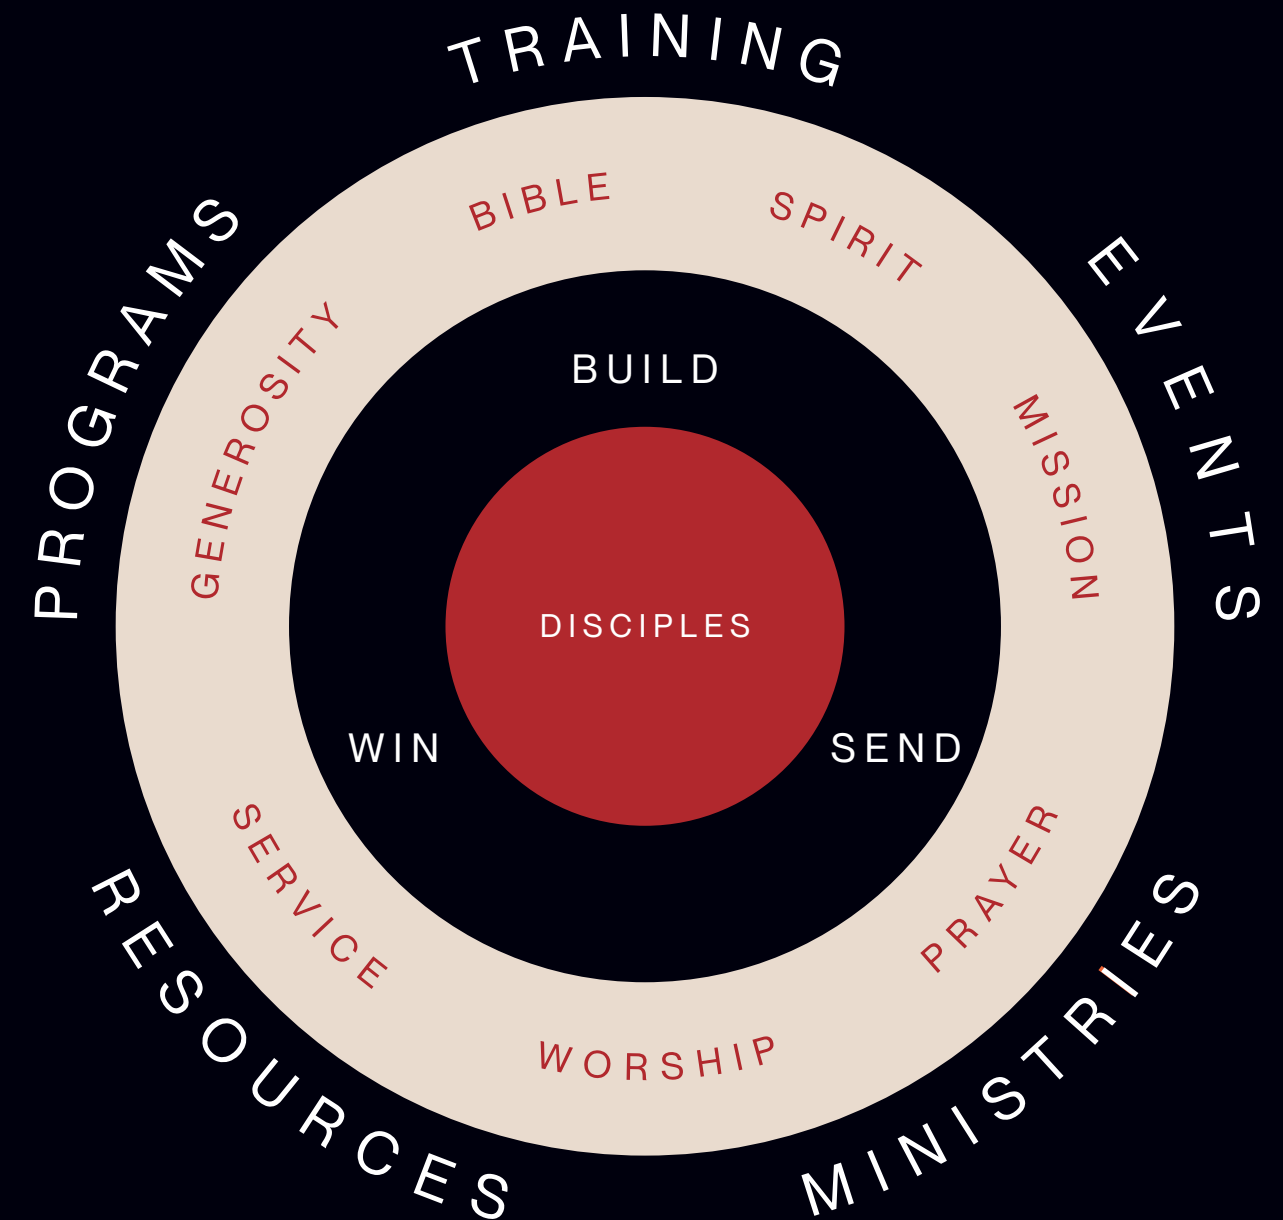 TRAINING
PROGRAMS
EVENTS
BIBLE
SPIRIT
GENEROSITY
MISSION
BUILD
DISCIPLES
WIN
SEND
SERVICE
PRAYER
WORSHIP
RESOURCES
MINISTRIES